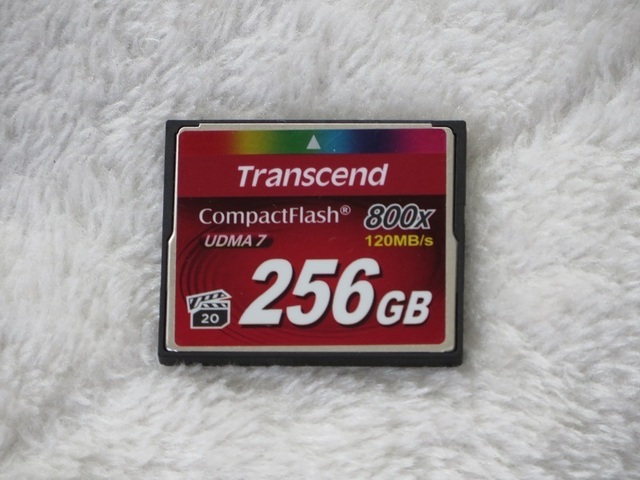 Transcend
CompactFlash® 800x
UDMA 7 120MB/s
20 256GB